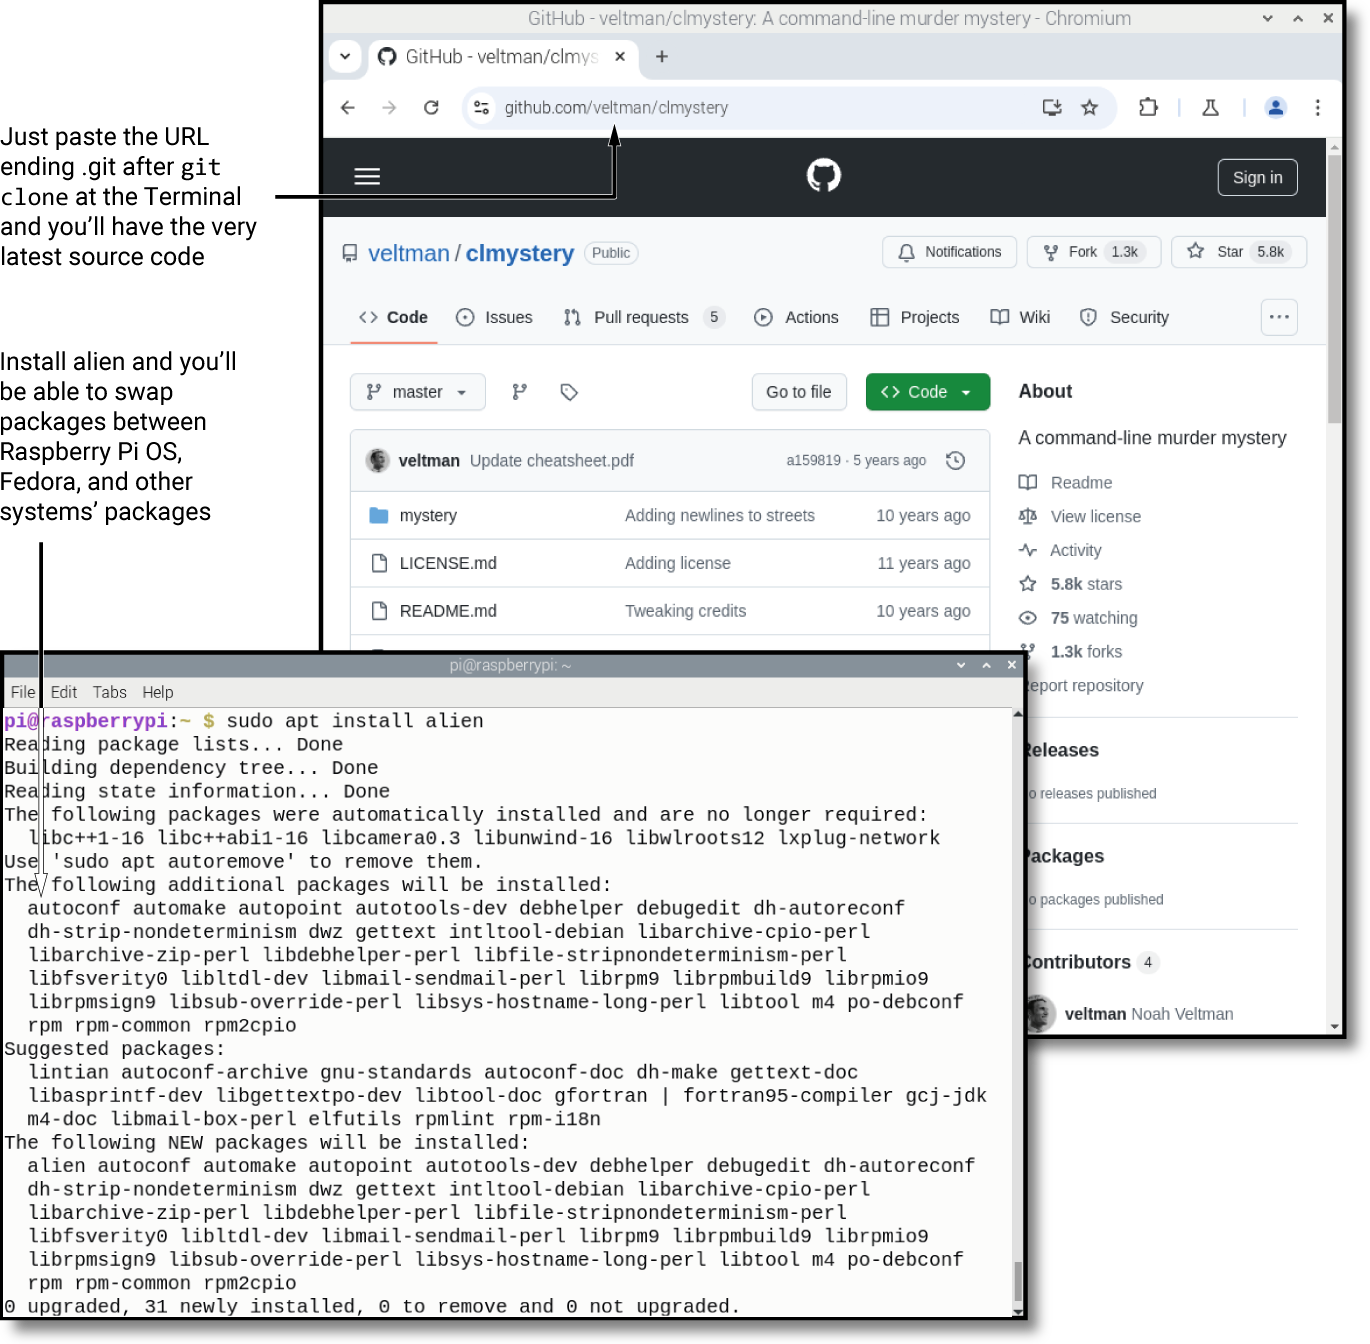 Just paste the URL
ending .git after git
clone at the Terminal
and you’ll have the very
latest source code
Install alien and you’ll
be able to swap
packages between
Raspberry Pi OS,
Fedora, and other
systems’ packages
GitHub - veltman/clmystery: A command-line murder mystery - Chromium
GitHub - veltman/clmys
github.com/veltman/clmystery
Sign in
veltman / clmystery Public
Notifications Fork 1.3k Star 5.8k
Code Issues Pull requests 5 Actions Projects Wiki Security
master Go to file Code
veltman Update cheatsheet.pdf a159819 · 5 years ago
mystery Adding newlines to streets 10 years ago
LICENSE.md Adding license 11 years ago
README.md Tweaking credits 10 years ago
About
A command-line murder mystery
Readme
View license
Activity
5.8k stars
75 watching
1.3k forks
eport repository
eleases
o releases published
ackages
o packages published
ontributors 4
veltman Noah Veltman
pi@raspberrypi: ~
File Edit Tabs Help
pi@raspberrypi:~ $ sudo apt install alien
Reading package lists... Done
Building dependency tree... Done
Reading state information... Done
The following packages were automatically installed and are no longer required:
libc++1-16 libc++abi1-16 libcamera0.3 libunwind-16 libwlroots12 lxplug-network
Use 'sudo apt autoremove' to remove them.
The following additional packages will be installed:
autoconf automake autopoint autotools-dev debhelper debugedit dh-autoreconf
dh-strip-nondeterminism dwz gettext intltool-debian libarchive-cpio-perl
libarchive-zip-perl libdebhelper-perl libfile-stripnondeterminism-perl
libfsverity0 libltdl-dev libmail-sendmail-perl librpm9 librpmbuild9 librpmio9
librpmsign9 libsub-override-perl libsys-hostname-long-perl libtool m4 po-debconf
rpm rpm-common rpm2cpio
Suggested packages:
lintian autoconf-archive gnu-standards autoconf-doc dh-make gettext-doc
libasprintf-dev libgettextpo-dev libtool-doc gfortran | fortran95-compiler gcj-jdk
m4-doc libmail-box-perl elfutils rpmlint rpm-i18n
The following NEW packages will be installed:
alien autoconf automake autopoint autotools-dev debhelper debugedit dh-autoreconf
dh-strip-nondeterminism dwz gettext intltool-debian libarchive-cpio-perl
libarchive-zip-perl libdebhelper-perl libfile-stripnondeterminism-perl
libfsverity0 libltdl-dev libmail-sendmail-perl librpm9 librpmbuild9 librpmio9
librpmsign9 libsub-override-perl libsys-hostname-long-perl libtool m4 po-debconf
rpm rpm-common rpm2cpio
0 upgraded, 31 newly installed, 0 to remove and 0 not upgraded.